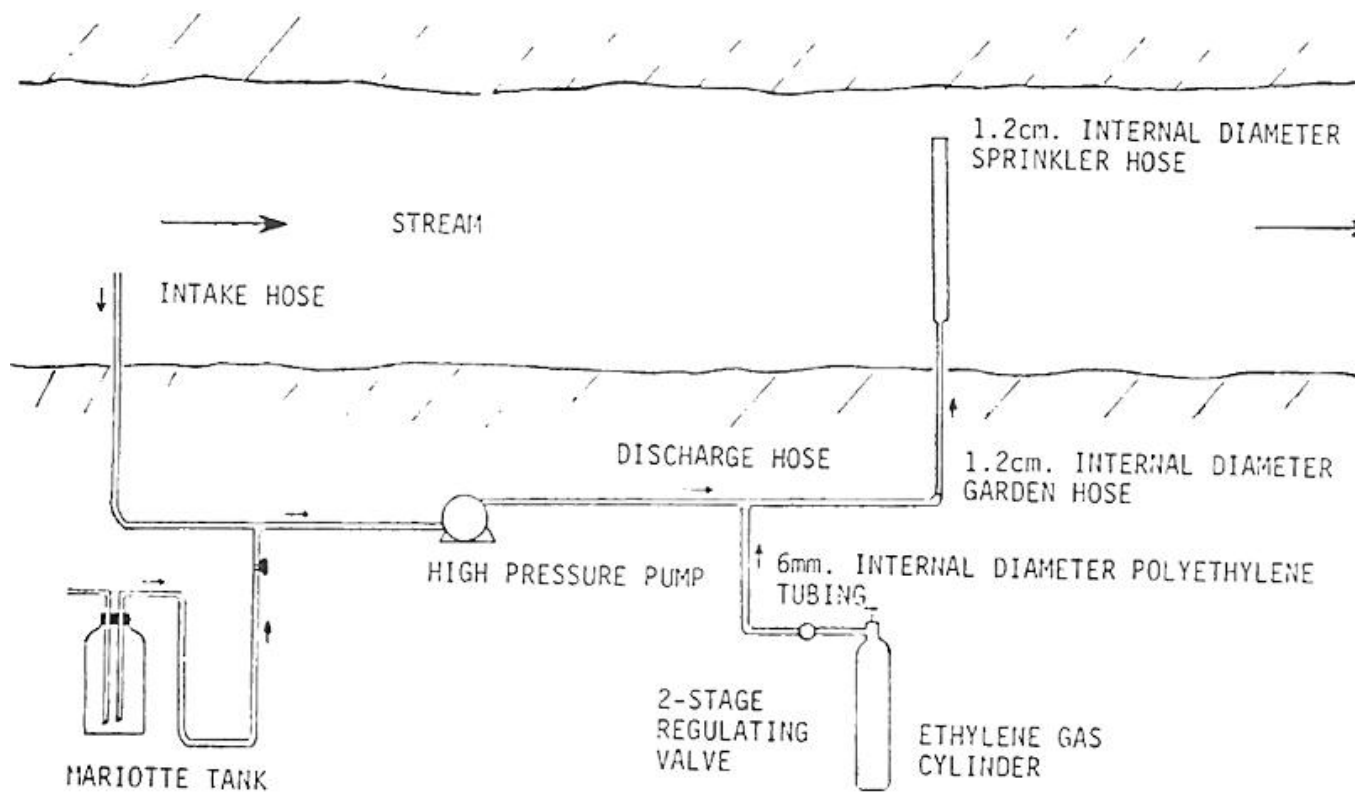 1.2cm. INTERNAL DIAMETER
SPRINKLER HOSE
STREAM
INTAKE HOSE
DISCHARGE HOSE
1.2cm. INTERNAL DIAMETER
GARDEN HOSE
HIGH PRESSURE PUMP
6mm. INTERNAL DIAMETER POLYETHYLENE
TUBING
2-STAGE
REGULATING
VALVE
ETHYLENE GAS
CYLINDER
MARIOTTE TANK